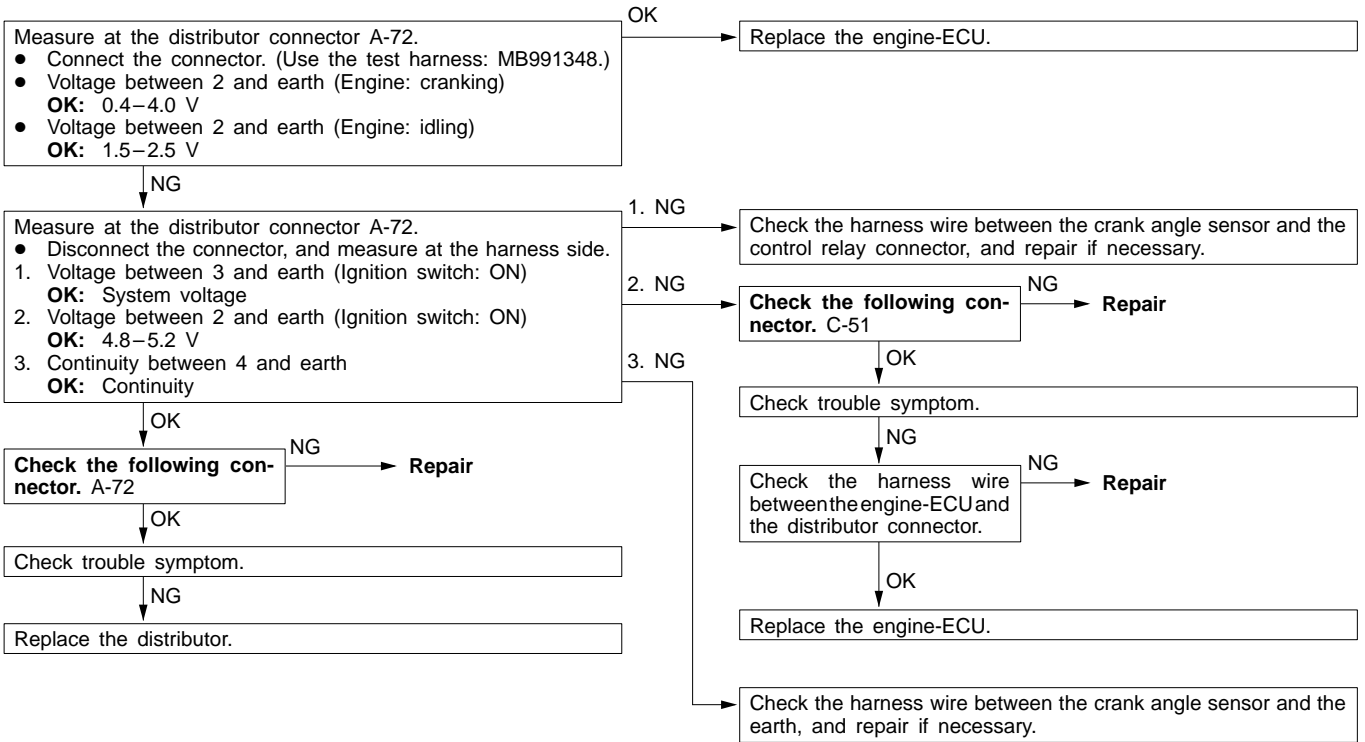 OK
Measure at the distributor connector A-72.
● Connect the connector. (Use the test harness: MB991348.)
● Voltage between 2 and earth (Engine: cranking)
OK: 0.4–4.0 V
● Voltage between 2 and earth (Engine: idling)
OK: 1.5–2.5 V
Replace the engine-ECU.
NG
Measure at the distributor connector A-72.
● Disconnect the connector, and measure at the harness side.
1. Voltage between 3 and earth (Ignition switch: ON)
OK: System voltage
2. Voltage between 2 and earth (Ignition switch: ON)
OK: 4.8–5.2 V
3. Continuity between 4 and earth
OK: Continuity
1. NG
Check the harness wire between the crank angle sensor and the
control relay connector, and repair if necessary.
2. NG
Check the following con-
nector. C-51
NG
Repair
OK
Check trouble symptom.
NG
Check the harness wire
between the engine-ECU and
the distributor connector.
NG
Repair
OK
Replace the engine-ECU.
3. NG
Check the harness wire between the crank angle sensor and the
earth, and repair if necessary.
OK
Check the following con-
nector. A-72
NG
Repair
OK
Check trouble symptom.
NG
Replace the distributor.